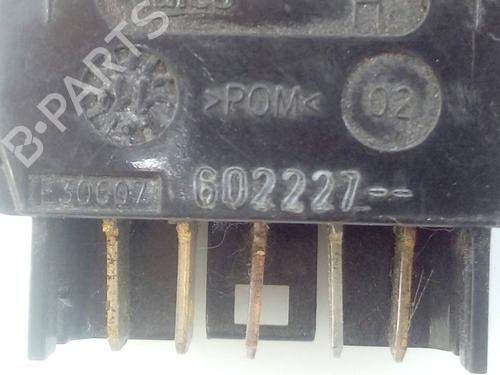 H
>POM<
02
E30607
602227--
B-PARTS